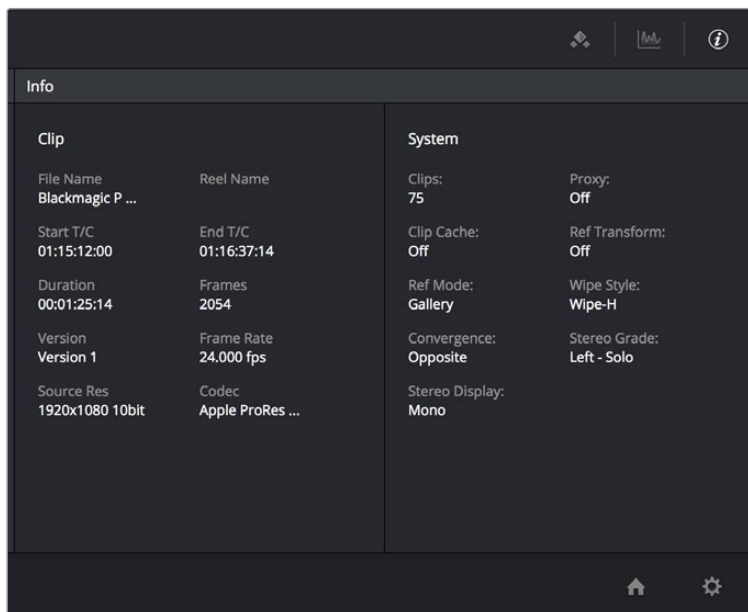 Info
Clip
File Name
Blackmagic P ...
Reel Name
Start T/C
01:15:12:00
End T/C
01:16:37:14
Duration
00:01:25:14
Frames
2054
Version
Version 1
Frame Rate
24.000 fps
Source Res
1920x1080 10bit
Codec
Apple ProRes ...
System
Clips:
75
Proxy:
Off
Clip Cache:
Off
Ref Transform:
Off
Ref Mode:
Gallery
Wipe Style:
Wipe-H
Convergence:
Opposite
Stereo Grade:
Left - Solo
Stereo Display:
Mono